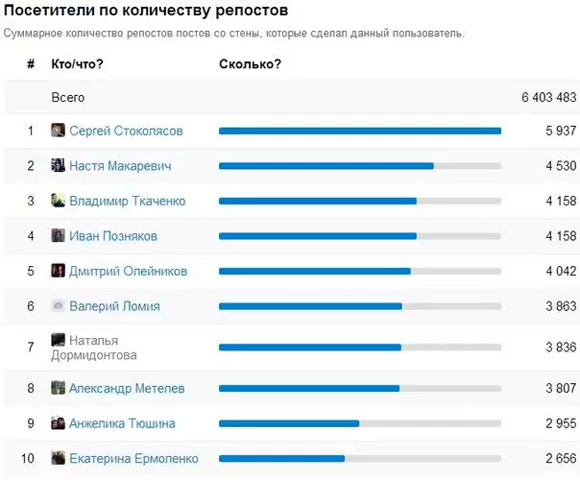 Посетители по количеству репостов
Суммарное количество репостов постов со стены, которые сделал данный пользователь.
# Кто/что? Сколько?
Всего 6 403 483
1 Сергей Стоколясов 5 937
2 Настя Макаревич 4 530
3 Владимир Ткаченко 4 158
4 Иван Позняков 4 158
5 Дмитрий Олейников 4 042
6 Валерий Ломия 3 863
7 Наталья
Дормидонтова 3 836
8 Александр Метелев 3 807
9 Анжелика Тюшина 2 955
10 Екатерина Ермоленко 2 656